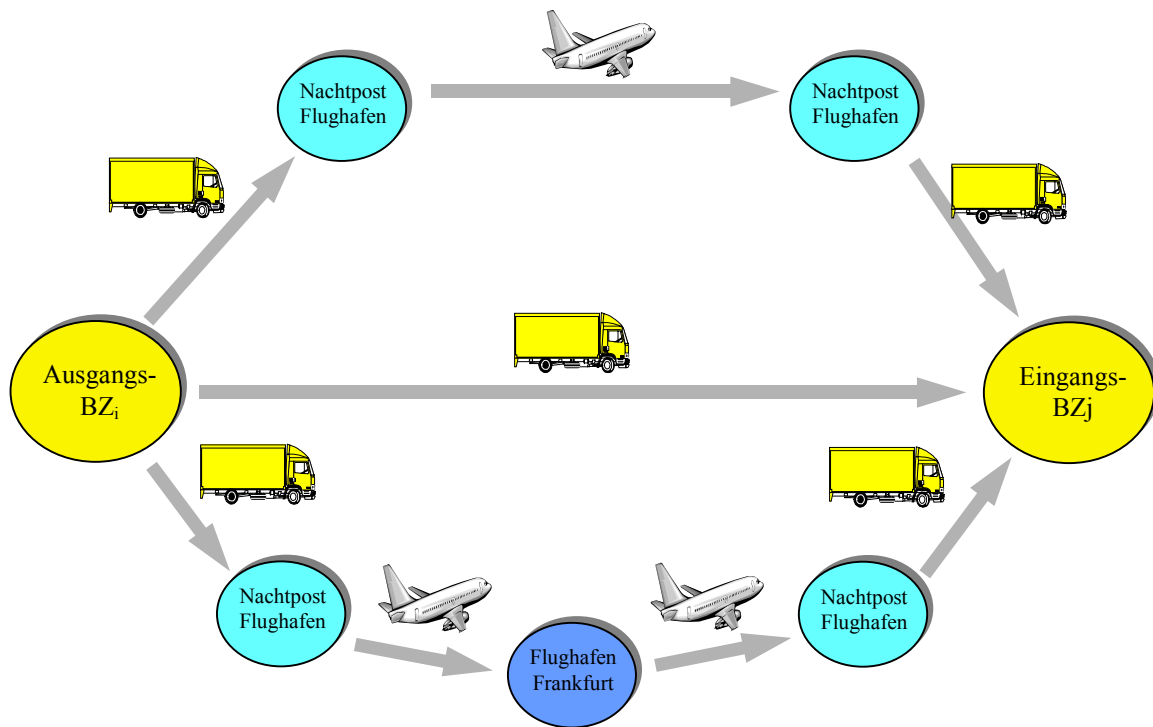 Nachtpost
Flughafen
Nachtpost
Flughafen
Ausgangs-
BZi
Eingangs-
BZj
Nachtpost
Flughafen
Nachtpost
Flughafen
Flughafen
Frankfurt